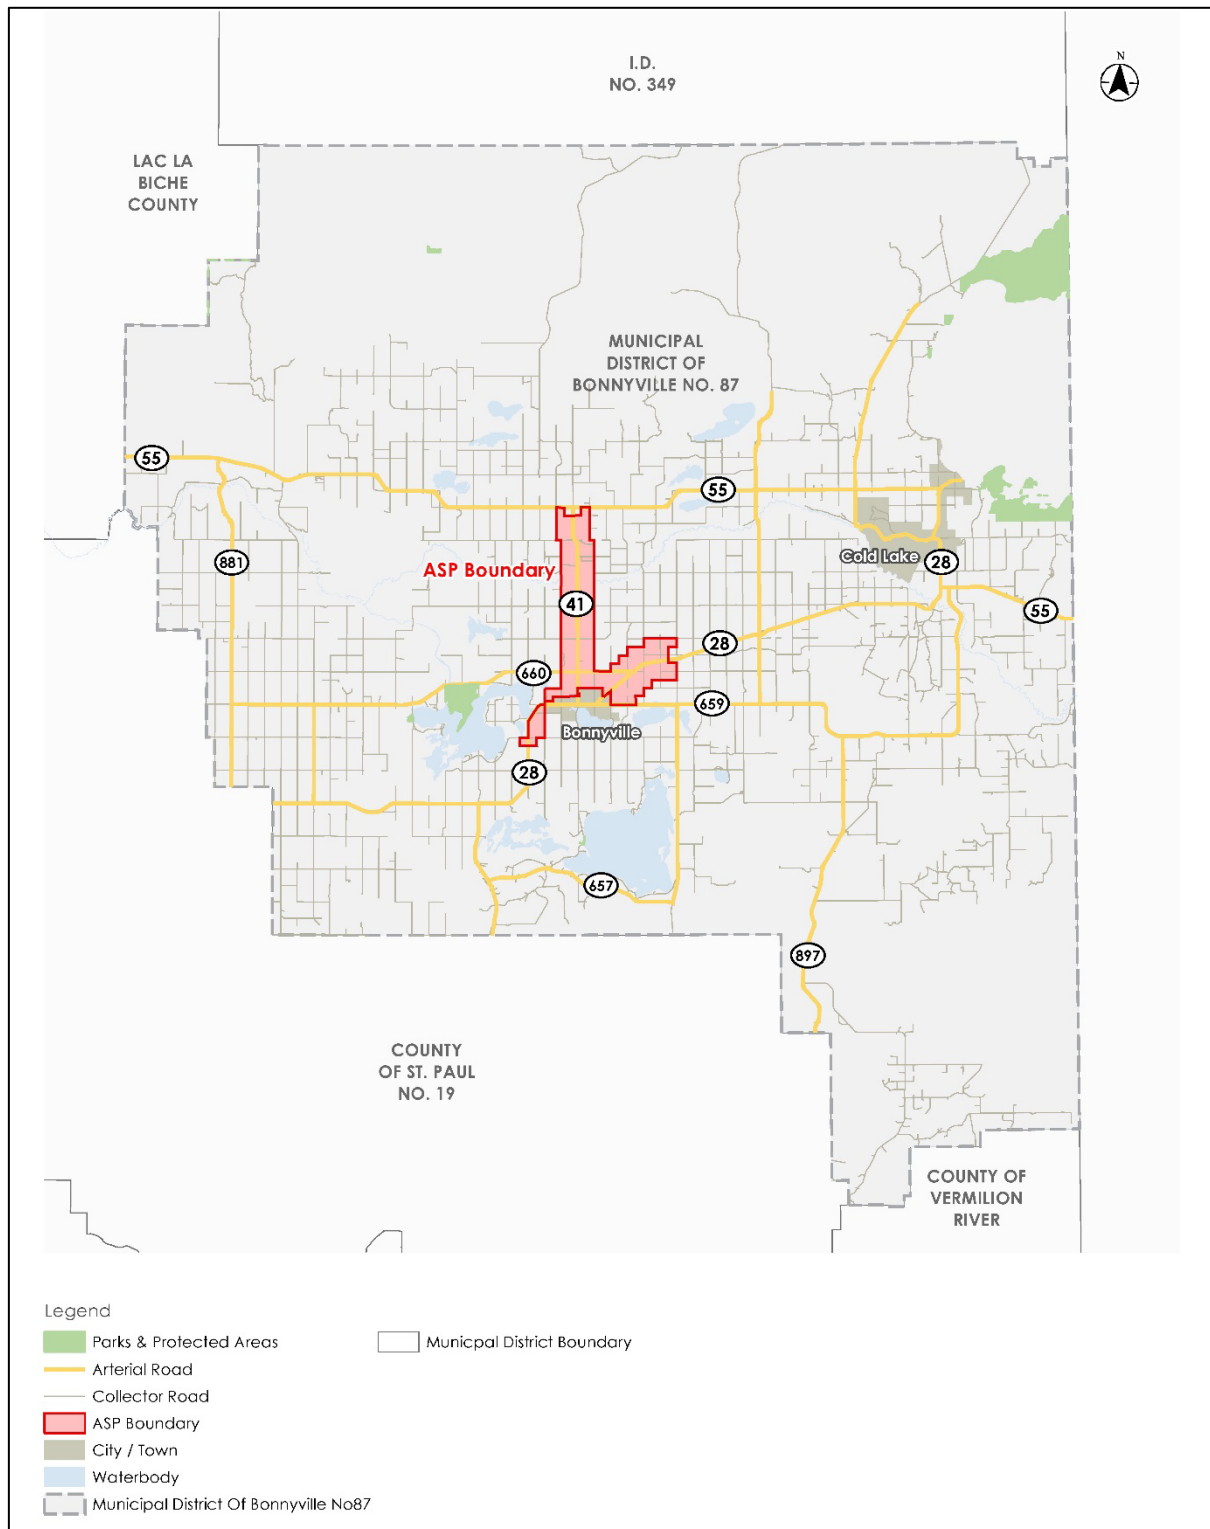 I.D.
NO. 349
N
LAC LA
BICHE
COUNTY
MUNICIPAL
DISTRICT OF
BONNYVILLE NO. 87
55
55
881
ASP Boundary
Cold Lake
28
41
55
28
660
659
Bonnyville
28
657
897
COUNTY
OF ST. PAUL
NO. 19
COUNTY OF
VERMILION
RIVER
Legend
Parks & Protected Areas
Municpal District Boundary
Arterial Road
Collector Road
ASP Boundary
City / Town
Waterbody
Municipal District Of Bonnyville No87